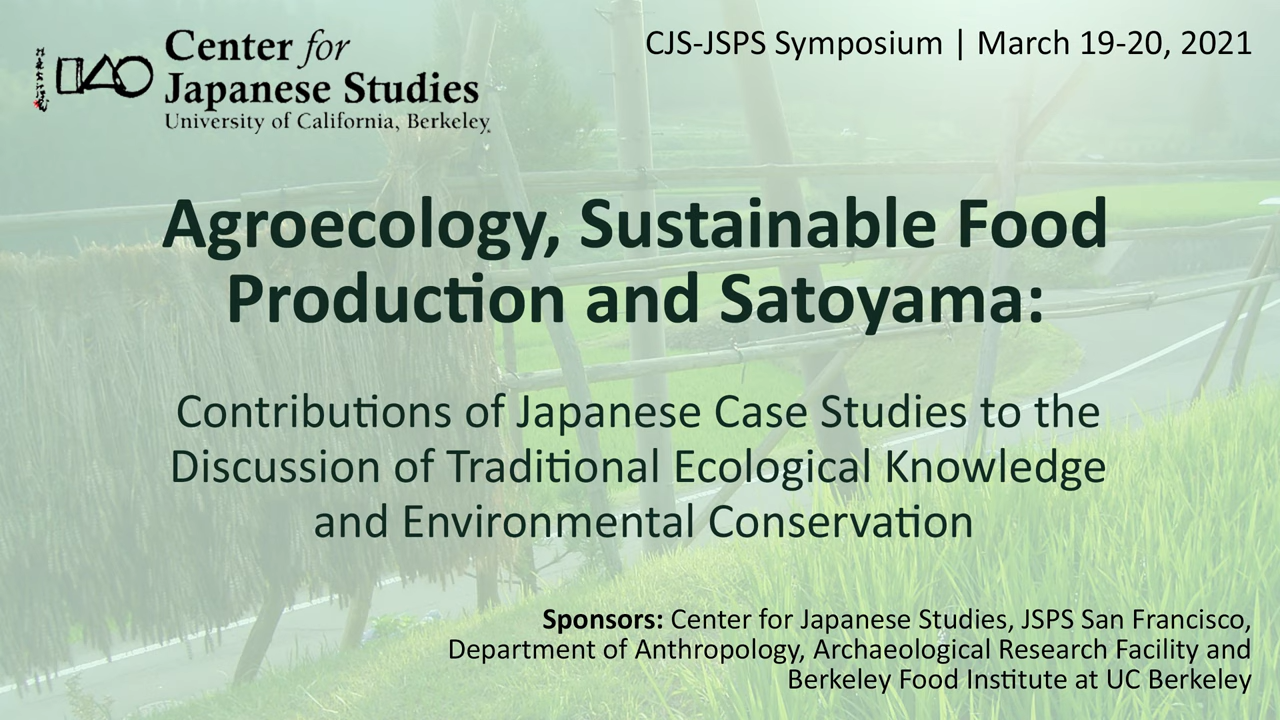 Center for
Japanese Studies
University of California, Berkeley
CJS-JSPS Symposium | March 19-20, 2021
Agroecology, Sustainable Food
Production and Satoyama:
Contributions of Japanese Case Studies to the
Discussion of Traditional Ecological Knowledge
and Environmental Conservation
Sponsors: Center for Japanese Studies, JSPS San Francisco,
Department of Anthropology, Archaeological Research Facility and
Berkeley Food Institute at UC Berkeley